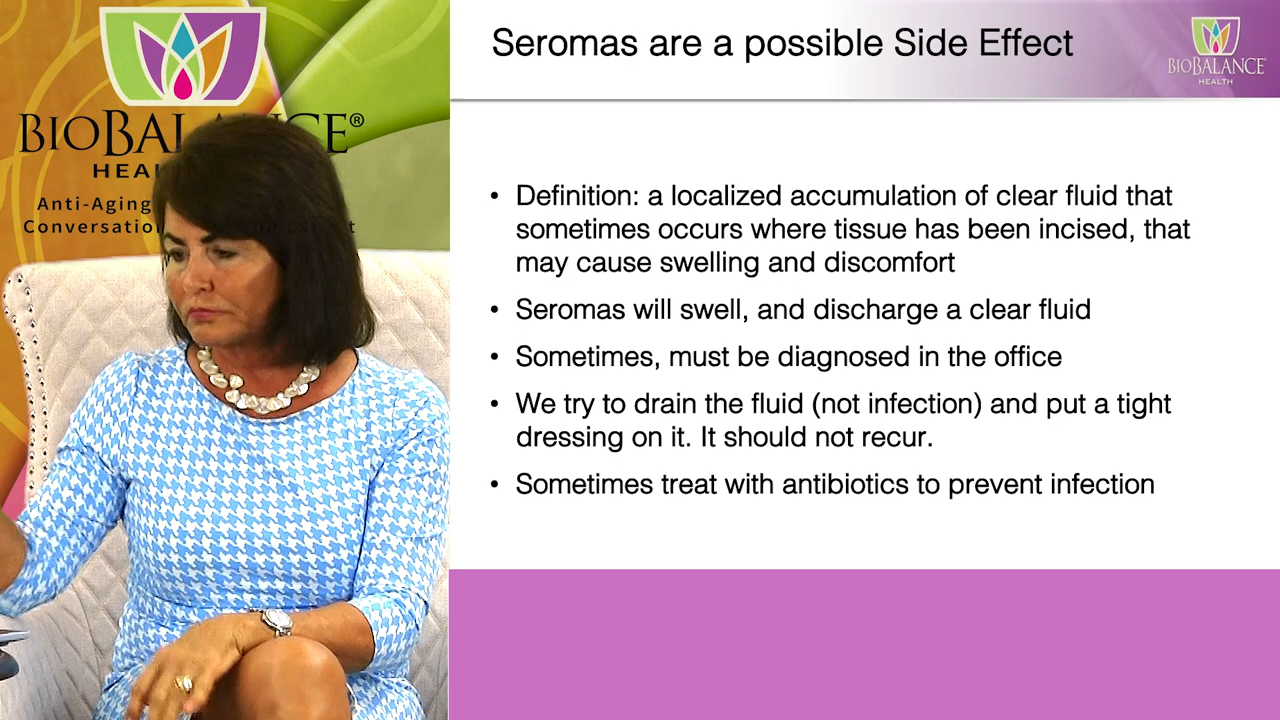 BIOBAL CE®
HEAL
Anti-Aging
Conversatio
Seromas are a possible Side Effect
BIOBALANCE®
HEALTH
• Definition: a localized accumulation of clear fluid that
sometimes occurs where tissue has been incised, that
may cause swelling and discomfort
• Seromas will swell, and discharge a clear fluid
• Sometimes, must be diagnosed in the office
• We try to drain the fluid (not infection) and put a tight
dressing on it. It should not recur.
• Sometimes treat with antibiotics to prevent infection